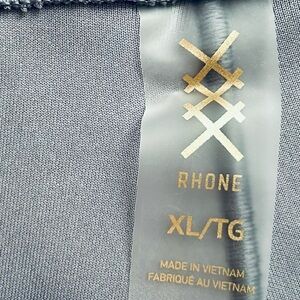 RHONE
XL/TG
MADE IN VIETNAM
FABRIQUÉ AU VIETNAM